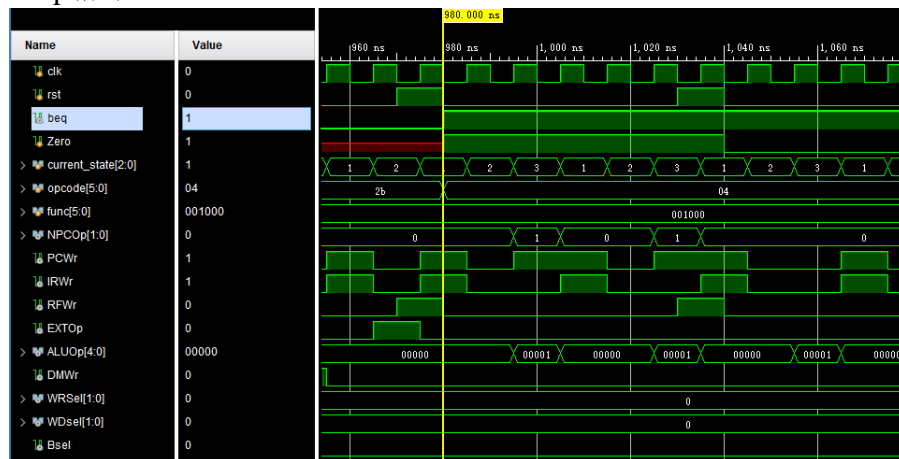 980.000 ns
Name Value
960 ns 980 ns 1,000 ns 1,020 ns 1,040 ns 1,060 ns
clk 0
rst 0
beq 1
Zero 1
current_state[2:0] 1 1 2 2 3 1 2 3 1 2 3 1
opcode[5:0] 04 2b 04
func[5:0] 001000 001000
NPCOp[1:0] 0 0 1 0 1 0
PCWr 1
IRWr 1
RFWr 0
EXTOp 0
ALUOp[4:0] 00000 00000 00001 00000 00001 00000 00001 0000
DMWr 0
WRSel[1:0] 0 0
WDsel[1:0] 0 0
Bsel 0